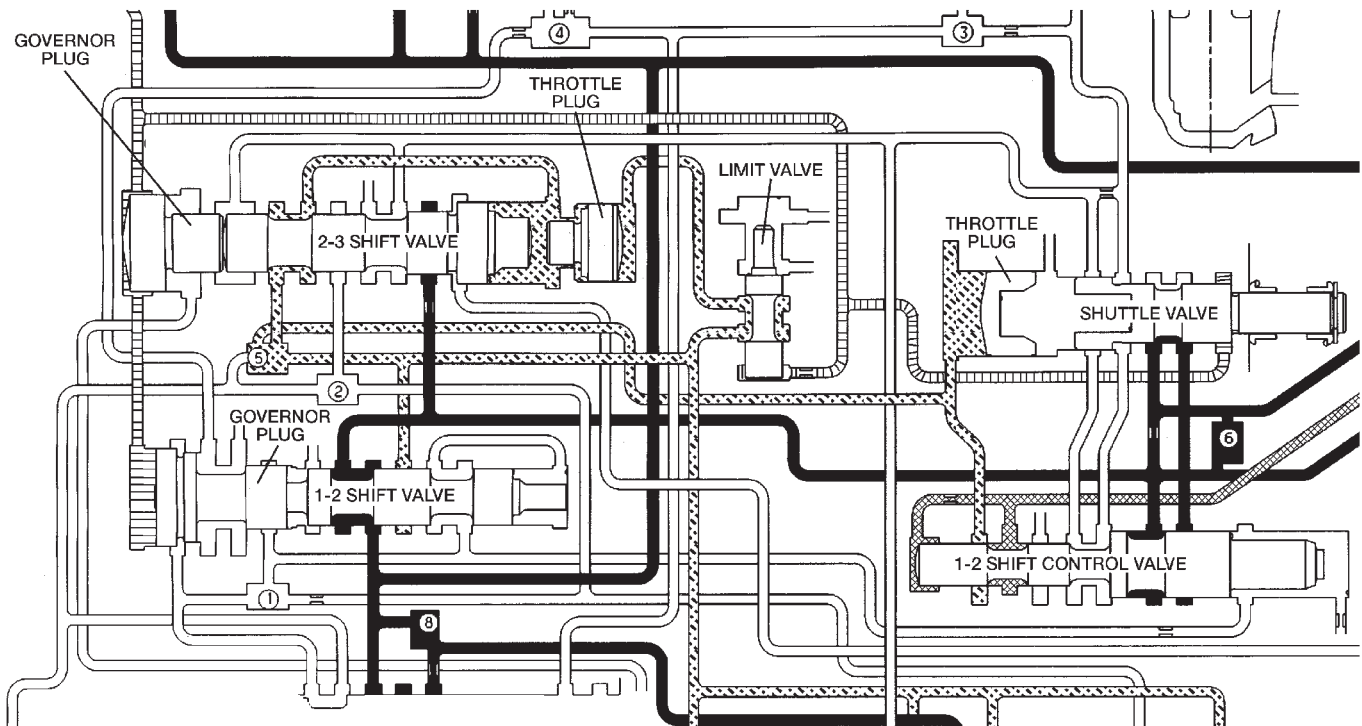 ④
③
GOVERNOR
PLUG
THROTTLE
PLUG
LIMIT VALVE
THROTTLE
PLUG
2-3 SHIFT VALVE
SHUTTLE VALVE
⑤
②
GOVERNOR
PLUG
⑥
1-2 SHIFT VALVE
1-2 SHIFT CONTROL VALVE
①
⑧